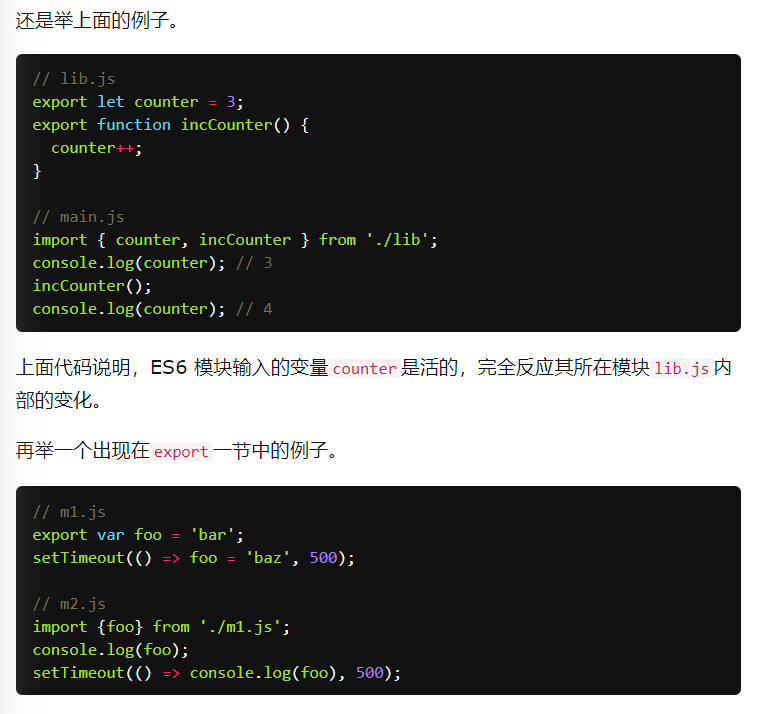 还是举上面的例子。
// lib.js
export let counter = 3;
export function incCounter() {
  counter++;
}
// main.js
import { counter, incCounter } from './lib';
console.log(counter); // 3
incCounter();
console.log(counter); // 4
上面代码说明，ES6 模块输入的变量counter是活的，完全反应其所在模块lib.js内
部的变化。
再举一个出现在export一节中的例子。
// m1.js
export var foo = 'bar';
setTimeout(() => foo = 'baz', 500);
// m2.js
import {foo} from './m1.js';
console.log(foo);
setTimeout(() => console.log(foo), 500);